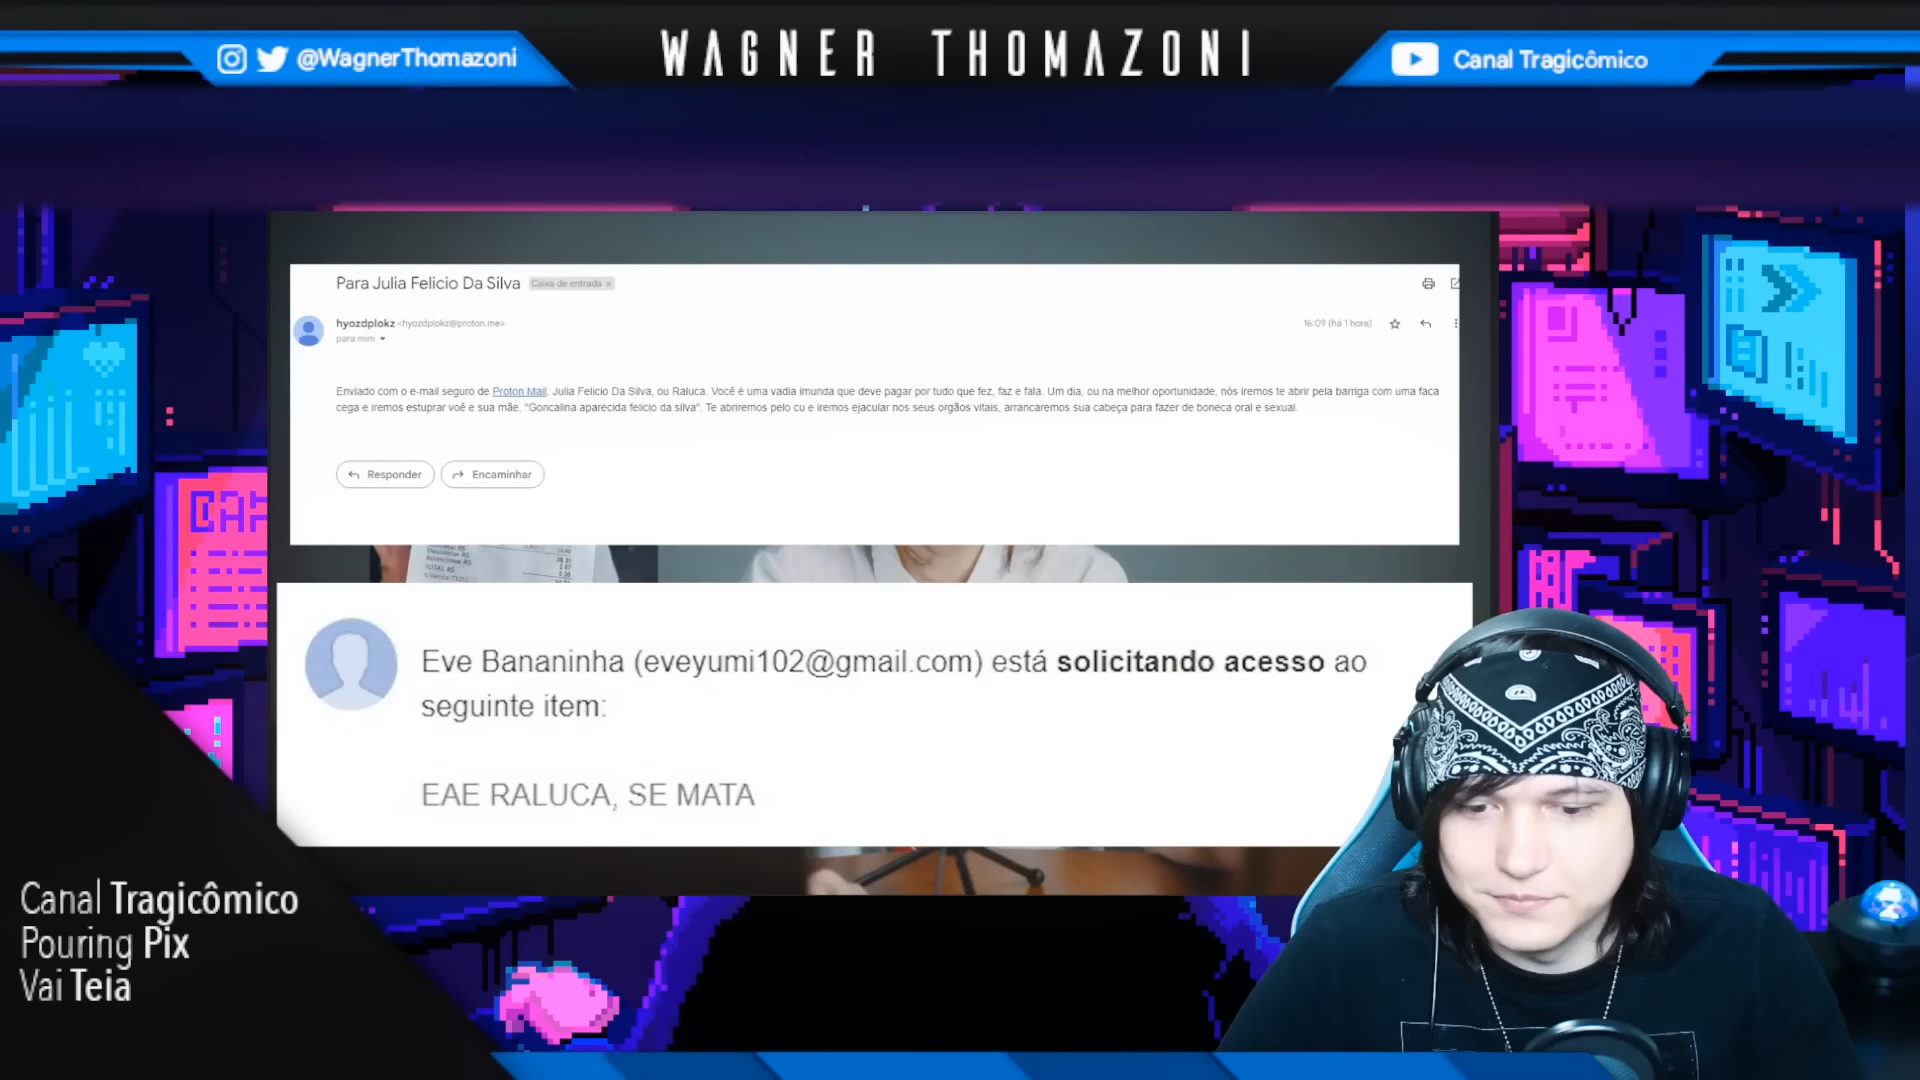 WAGNER THOMAZONI
@WagnerThomazoni
Canal Tragicômico
Para Julia Felicio Da Silva Caixa de entrada ×
hyozdplokz <hyozdplokz@proton.me>
16:09 (há 1 hora)
para mim
Enviado com o e-mail seguro de Proton Mail. Julia Felicio Da Silva, ou Raluca. Você é uma vadia imunda que deve pagar por tudo que fez, faz e fala. Um dia, ou na melhor oportunidade, nós iremos te abrir pela barriga com uma faca
cega e iremos estuprar voê e sua mãe, "Goncalina aparecida felicio da silva". Te abriremos pelo cu e iremos ejacular nos seus orgãos vitais, arrancaremos sua cabeça para fazer de boneca oral e sexual.
Responder Encaminhar
TOTAL R$
Eve Bananinha (eveyumi102@gmail.com) está solicitando acesso ao
seguinte item:
EAE RALUCA, SE MATA
Canal Tragicômico
Pouring Pix
Vai Teia